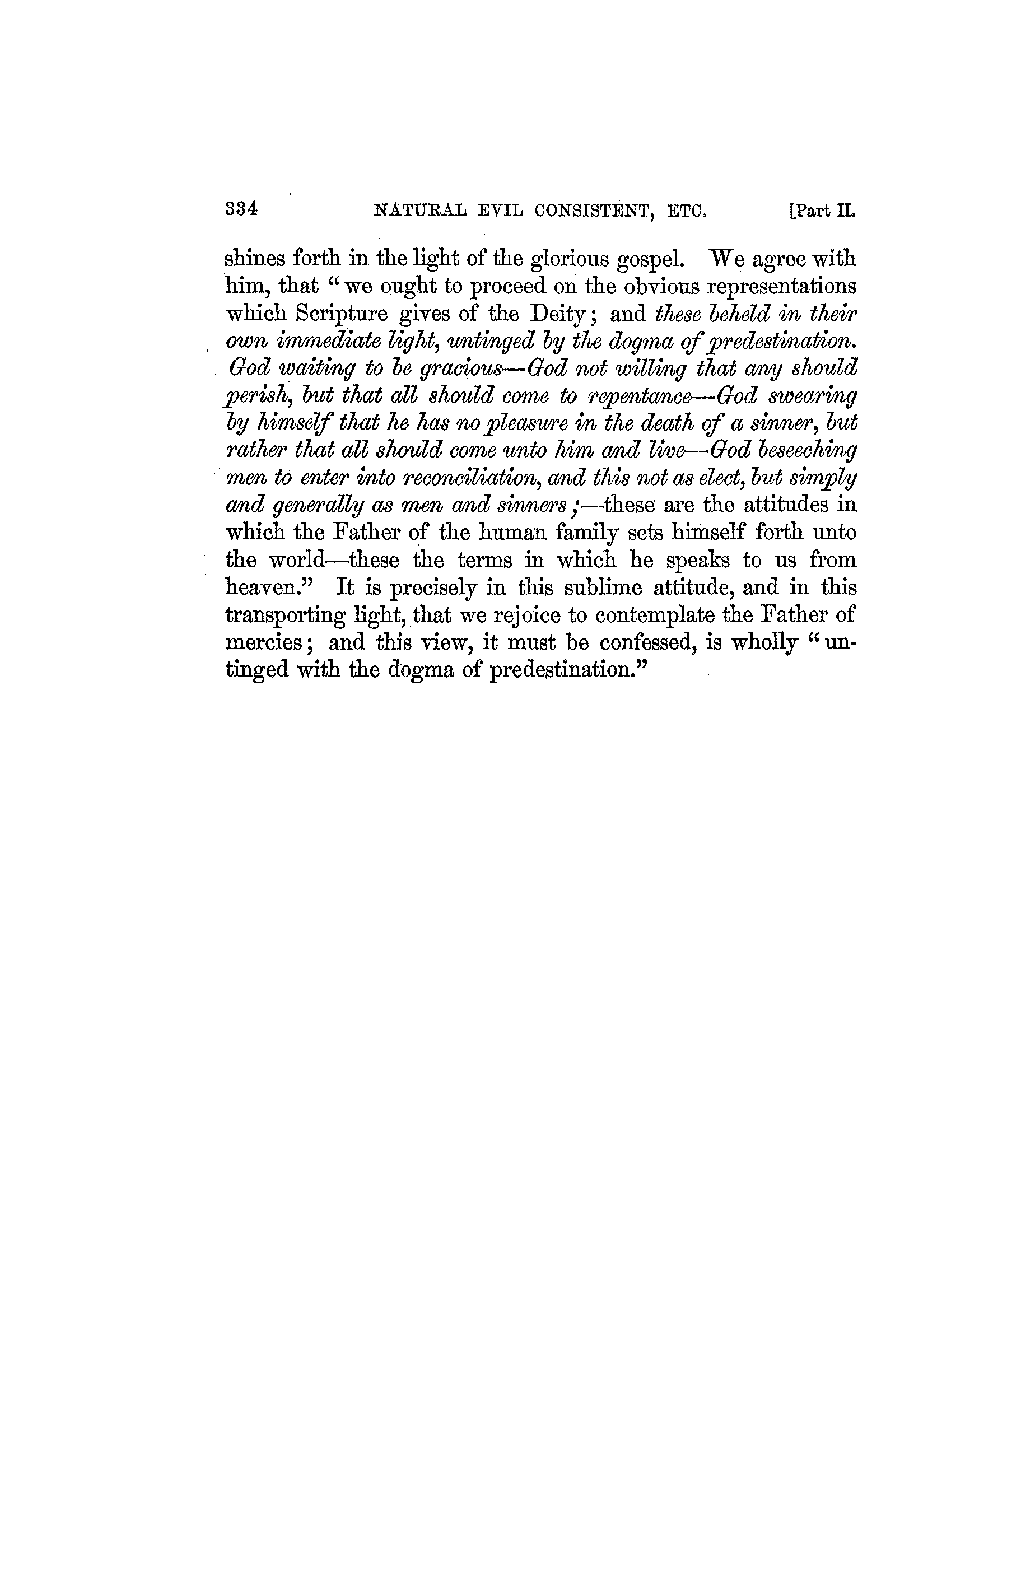 334 NATURAL EVIL CONSISTENT, ETC. [Part II.
shines forth in the light of the glorious gospel. We agree with
him, that “we ought to proceed on the obvious representations
which Scripture gives of the Deity; and these beheld in their
own immediate light, untinged by the dogma of predestination.
God waiting to be gracious—God not willing that any should
perish, but that all should come to repentance—God swearing
by himself that he has no pleasure in the death of a sinner, but
rather that all should come unto him and live—God beseeching
men to enter into reconciliation, and this not as elect, but simply
and generally as men and sinners;—these are the attitudes in
which the Father of the human family sets himself forth unto
the world—these the terms in which he speaks to us from
heaven.” It is precisely in this sublime attitude, and in this
transporting light, that we rejoice to contemplate the Father of
mercies; and this view, it must be confessed, is wholly “un-
tinged with the dogma of predestination.”